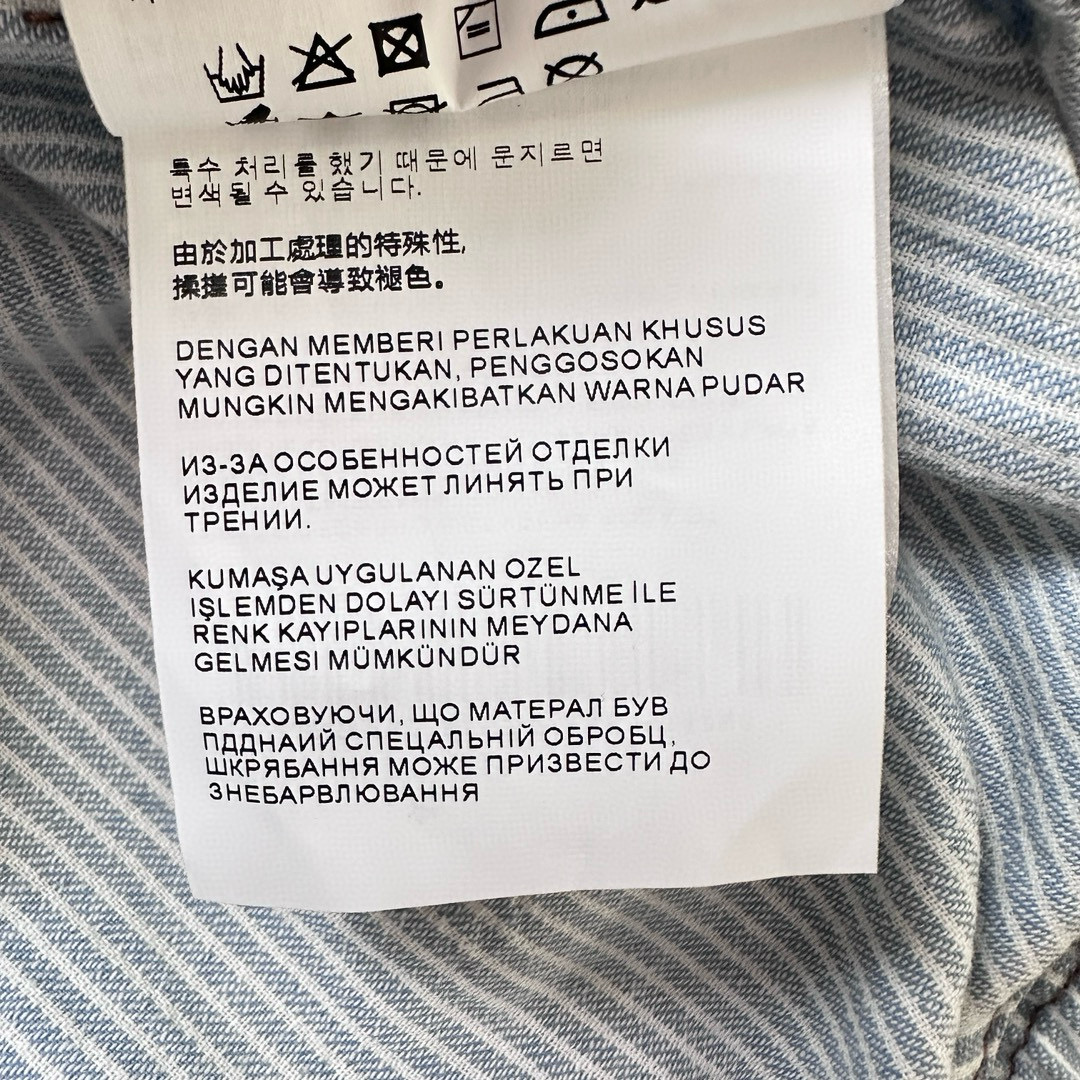 특수 처리를 했기 때문에 문지르면
변색될 수 있습니다.
由於加工處理的特殊性,
揉搓可能會導致褪色。
DENGAN MEMBERI PERLAKUAN KHUSUS
YANG DITENTUKAN, PENGGOSOKAN
MUNGKIN MENGAKIBATKAN WARNA PUDAR
ИЗ-ЗА ОСОБЕННОСТЕЙ ОТДЕЛКИ
ИЗДЕЛИЕ МОЖЕТ ЛИНЯТЬ ПРИ
ТРЕНИИ.
KUMAŞA UYGULANAN OZEL
IŞLEMDEN DOLAYI SÜRTÜNME İLE
RENK KAYIPLARININ MEYDANA
GELMESI MÜMKÜNDÜR
ВРАХОВУЮЧИ, ЩО МАТЕРАЛ БУВ
ПДДНАИЙ СПЕЦАЛЬНІЙ ОБРОБЦ,
ШКРЯБАННЯ МОЖЕ ПРИЗВЕСТИ ДО
ЗНЕБАРВЛЮВАННЯ